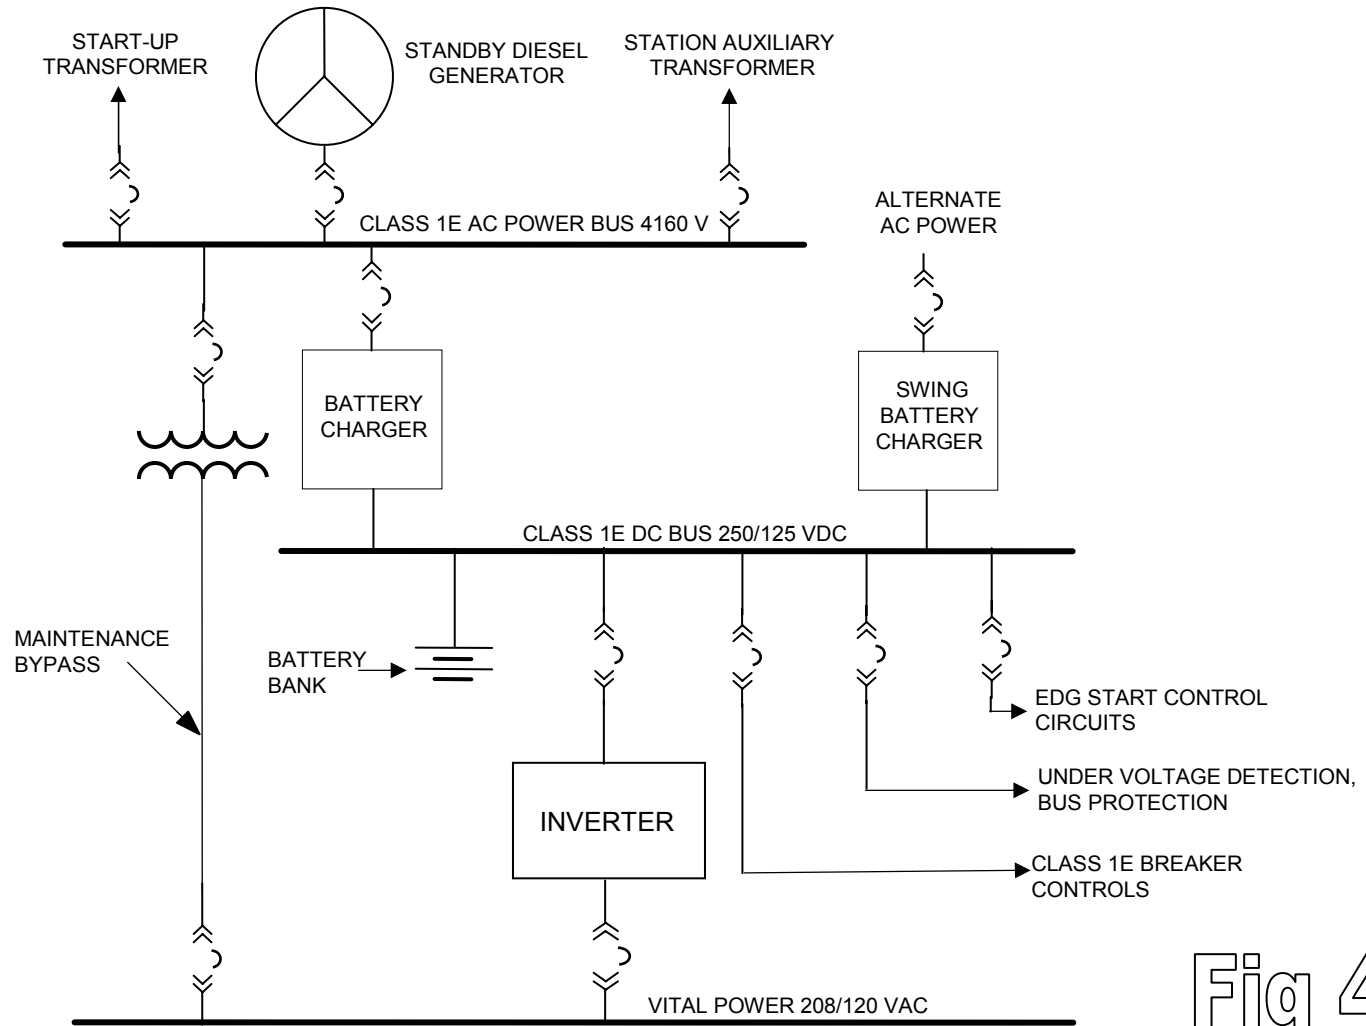 START-UP
TRANSFORMER
STANDBY DIESEL
GENERATOR
STATION AUXILIARY
TRANSFORMER
CLASS 1E AC POWER BUS 4160 V
ALTERNATE
AC POWER
BATTERY
CHARGER
SWING
BATTERY
CHARGER
CLASS 1E DC BUS 250/125 VDC
MAINTENANCE
BYPASS
BATTERY
BANK
EDG START CONTROL
CIRCUITS
UNDER VOLTAGE DETECTION,
BUS PROTECTION
INVERTER
CLASS 1E BREAKER
CONTROLS
VITAL POWER 208/120 VAC
Fig 4